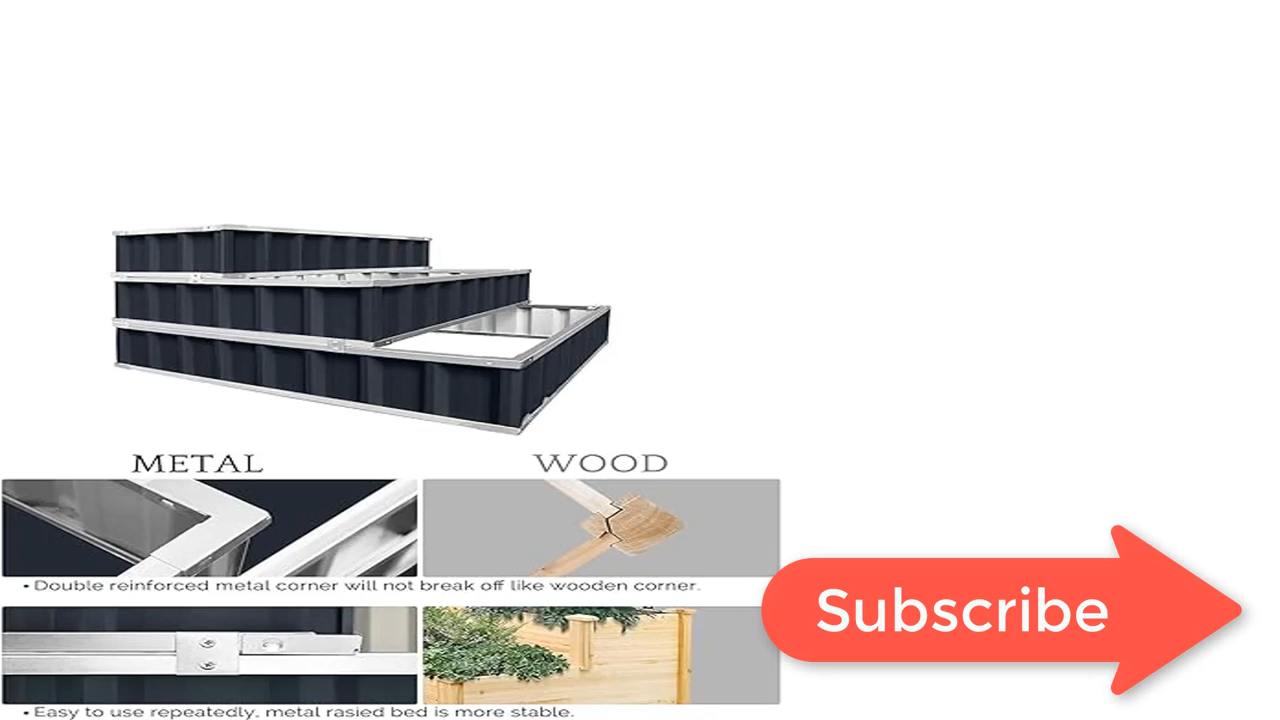 METAL
WOOD
• Double reinforced metal corner will not break off like wooden corner.
• Easy to use repeatedly, metal rasied bed is more stable.
Subscribe